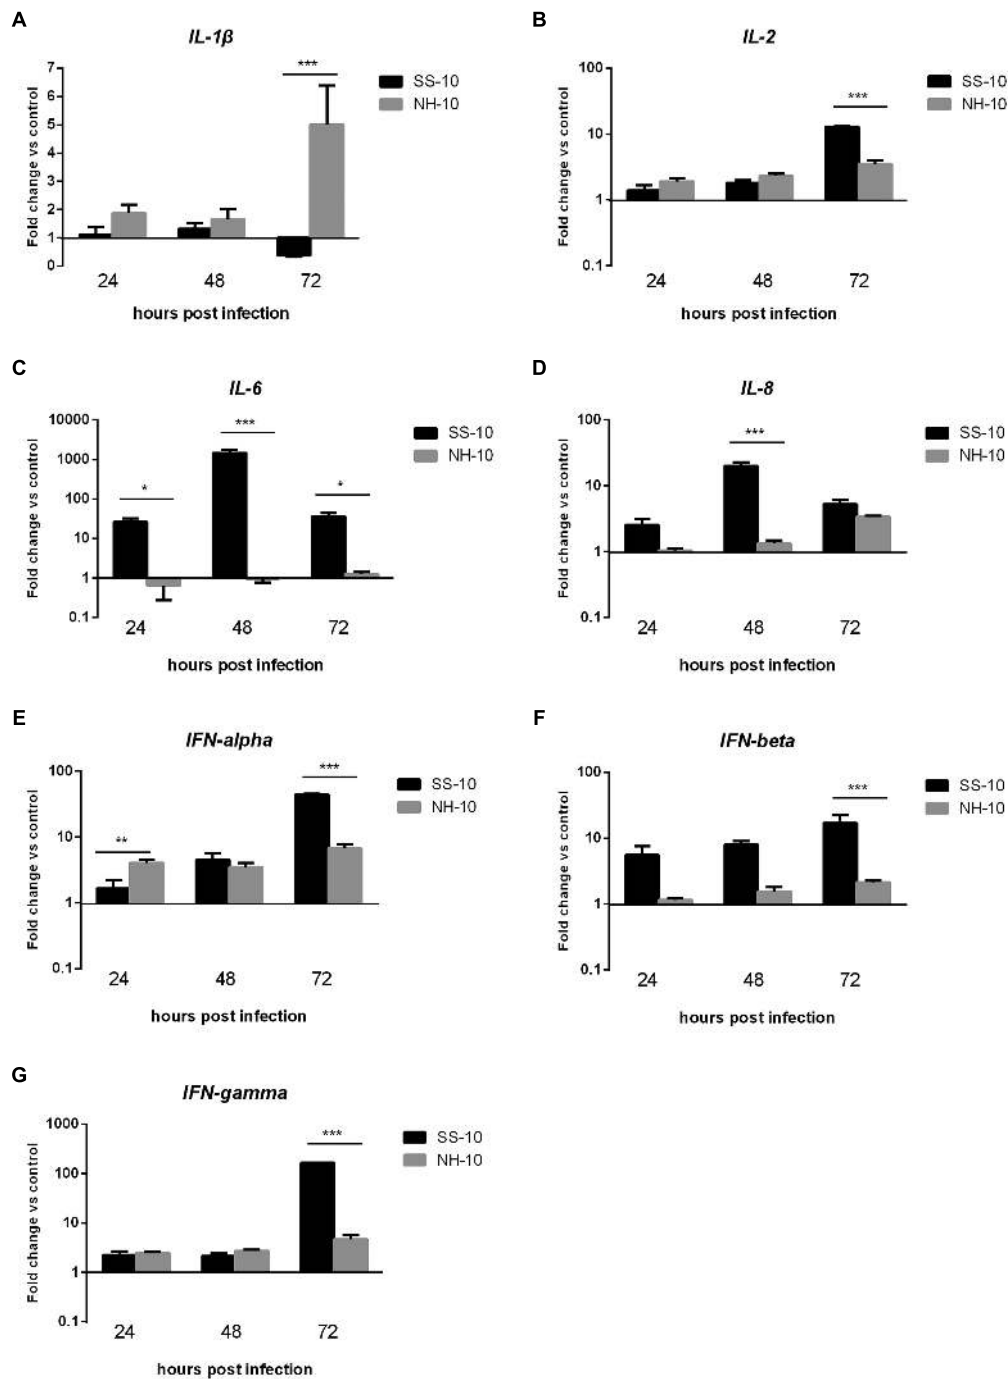 A
IL-1β
Fold change vs control
7
6
5
4
3
2
1
0
***
SS-10
NH-10
24 48 72
hours post infection
B
IL-2
Fold change vs control
100
10
1
0.1
***
SS-10
NH-10
24 48 72
hours post infection
C
IL-6
Fold change vs control
10000
1000
100
10
1
0.1
*
***
*
SS-10
NH-10
24 48 72
hours post infection
D
IL-8
Fold change vs control
100
10
1
0.1
***
SS-10
NH-10
24 48 72
hours post infection
E
IFN-alpha
Fold change vs control
100
10
1
0.1
**
***
SS-10
NH-10
24 48 72
hours post infection
F
IFN-beta
Fold change vs control
100
10
1
0.1
***
SS-10
NH-10
24 48 72
hours post infection
G
IFN-gamma
Fold change vs control
1000
100
10
1
0.1
***
SS-10
NH-10
24 48 72
hours post infection